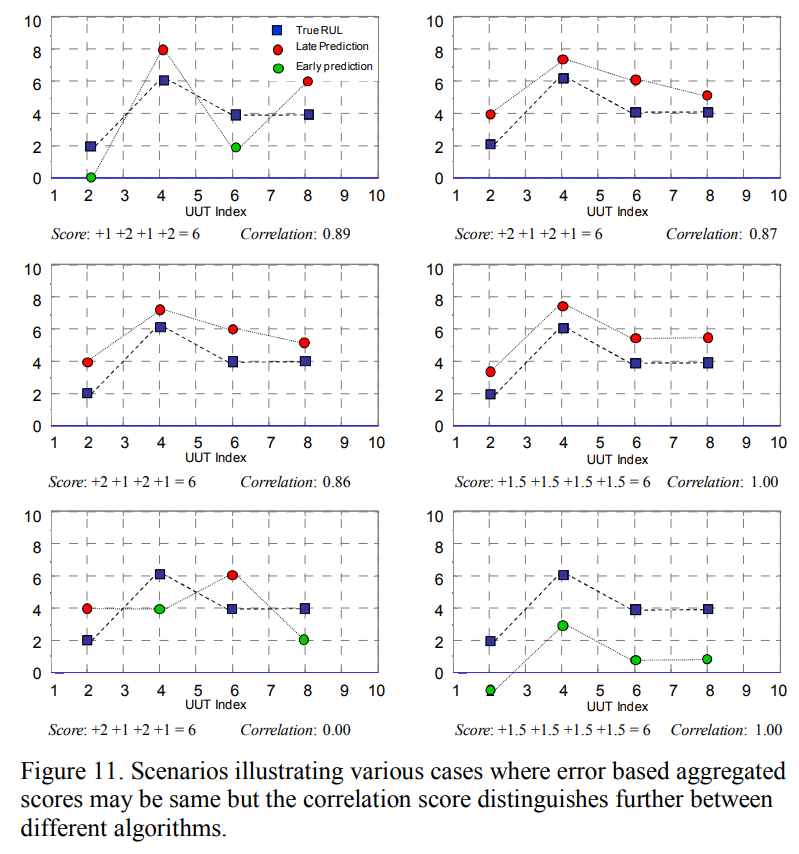 10
8
6
4
2
0
True RUL
Late Prediction
Early prediction
1 2 3 4 5 6 7 8 9 10
UUT Index
Score: +1 +2 +1 +2 = 6 Correlation: 0.89
10
8
6
4
2
0
1 2 3 4 5 6 7 8 9 10
UUT Index
Score: +2 +1 +2 +1 = 6 Correlation: 0.87
10
8
6
4
2
0
1 2 3 4 5 6 7 8 9 10
UUT Index
Score: +2 +1 +2 +1 = 6 Correlation: 0.86
10
8
6
4
2
0
1 2 3 4 5 6 7 8 9 10
UUT Index
Score: +1.5 +1.5 +1.5 +1.5 = 6 Correlation: 1.00
10
8
6
4
2
0
1 2 3 4 5 6 7 8 9 10
UUT Index
Score: +2 +1 +2 +1 = 6 Correlation: 0.00
10
8
6
4
2
0
1 2 3 4 5 6 7 8 9 10
UUT Index
Score: +1.5 +1.5 +1.5 +1.5 = 6 Correlation: 1.00
Figure 11. Scenarios illustrating various cases where error based aggregated
scores may be same but the correlation score distinguishes further between
different algorithms.